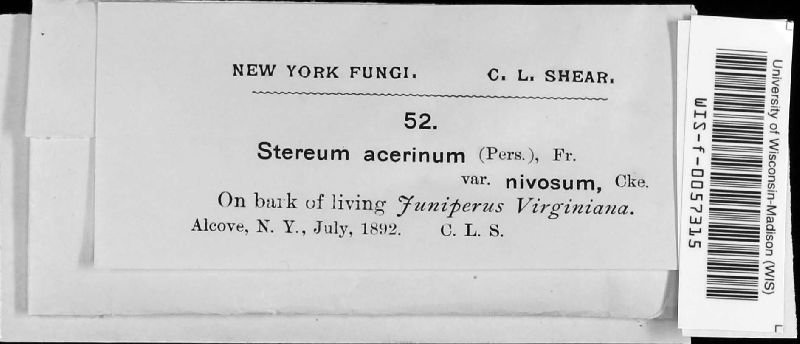 NEW YORK FUNGI. C. L. SHEAR.
52.
Stereum acerinum (Pers.), Fr.
var. nivosum, Cke.
On bark of living Juniperus Virginiana.
Alcove, N. Y., July, 1892. C. L. S.
University of Wisconsin-Madison (WIS)
WIS-f-0057315